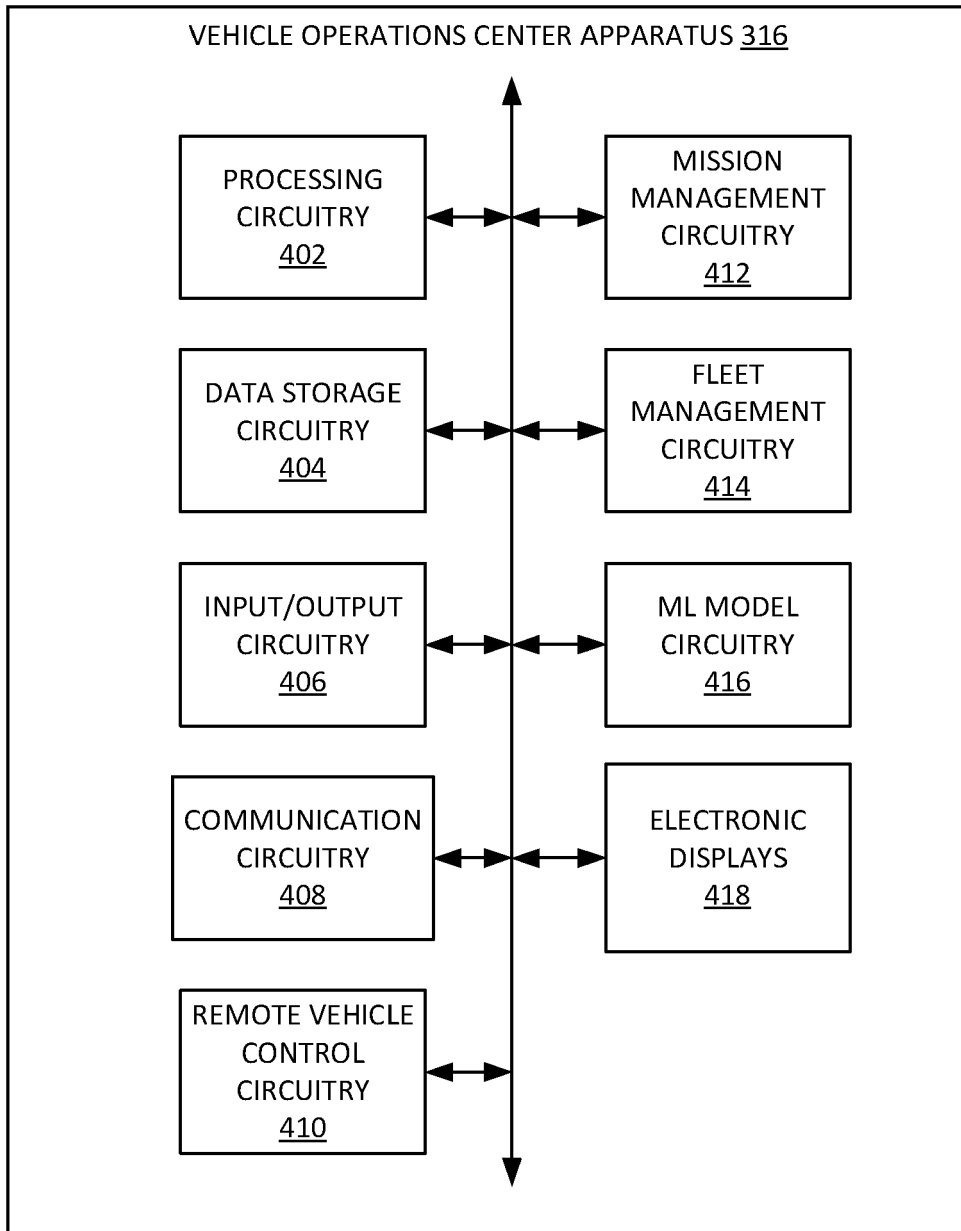 VEHICLE OPERATIONS CENTER APPARATUS 316
PROCESSING
CIRCUITRY
402
MISSION
MANAGEMENT
CIRCUITRY
412
DATA STORAGE
CIRCUITRY
404
FLEET
MANAGEMENT
CIRCUITRY
414
INPUT/OUTPUT
CIRCUITRY
406
ML MODEL
CIRCUITRY
416
COMMUNICATION
CIRCUITRY
408
ELECTRONIC
DISPLAYS
418
REMOTE VEHICLE
CONTROL
CIRCUITRY
410